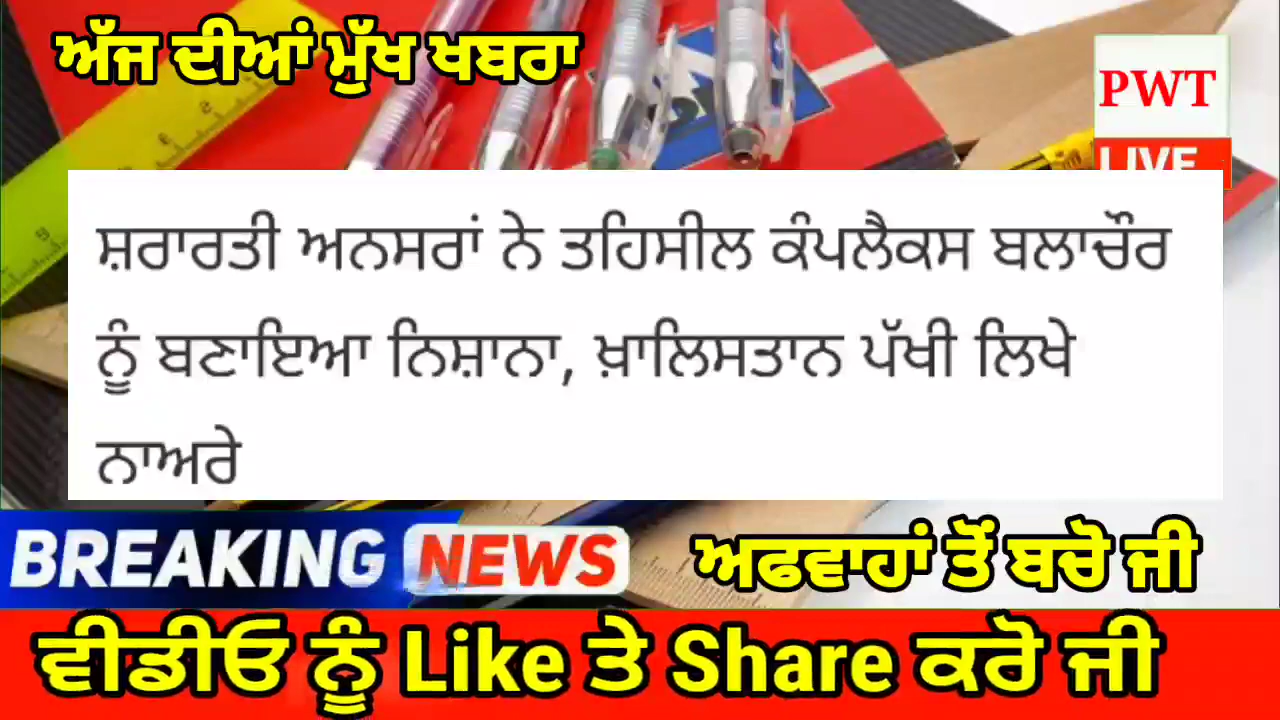 ਅੱਜ ਦੀਆਂ ਮੁੱਖ ਖਬਰਾ
PWT
LIVE
ਸ਼ਰਾਰਤੀ ਅਨਸਰਾਂ ਨੇ ਤਹਿਸੀਲ ਕੰਪਲੈਕਸ ਬਲਾਚੌਰ
ਨੂੰ ਬਣਾਇਆ ਨਿਸ਼ਾਨਾ, ਖ਼ਾਲਿਸਤਾਨ ਪੱਖੀ ਲਿਖੇ
ਨਾਅਰੇ
BREAKING NEWS
ਅਫਵਾਹਾਂ ਤੋਂ ਬਚੋ ਜੀ
ਵੀਡੀਓ ਨੂੰ Like ਤੇ Share ਕਰੋ ਜੀ